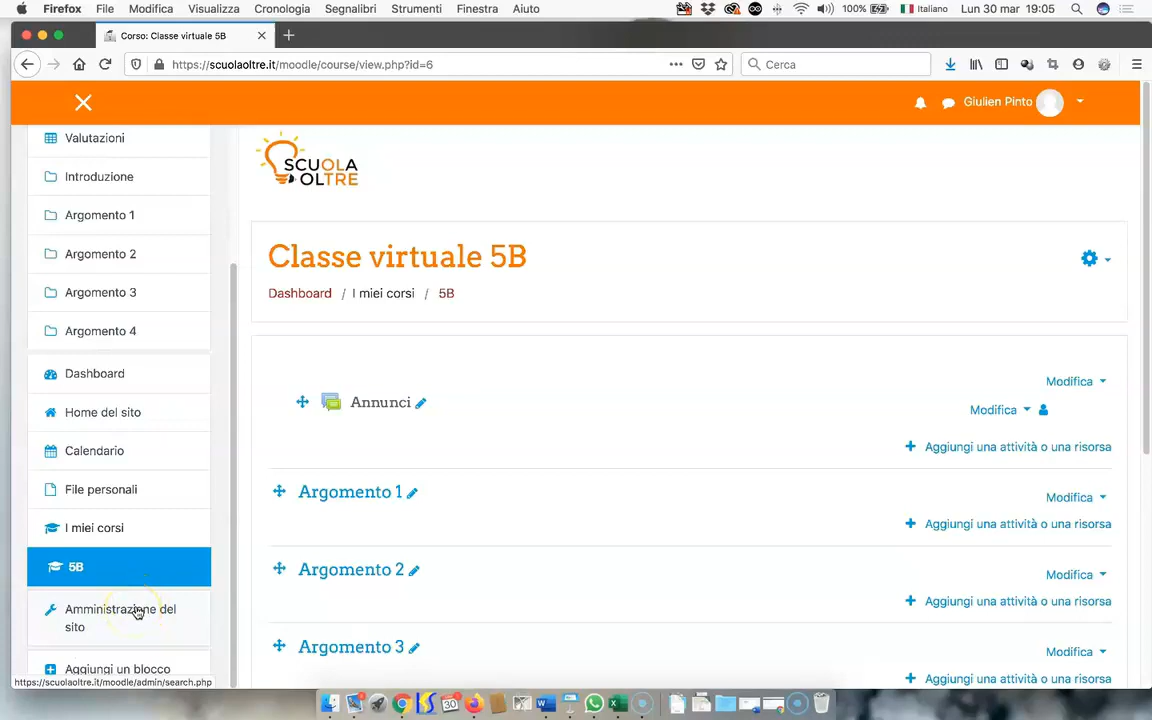 Firefox File Modifica Visualizza Cronologia Segnalibri Strumenti Finestra Aiuto 100% Italiano Lun 30 mar 19:05
Corso: Classe virtuale 5B
https://scuolaoltre.it/moodle/course/view.php?id=6
Cerca
Giulien Pinto
Valutazioni
Introduzione
Argomento 1
Argomento 2
Argomento 3
Argomento 4
Dashboard
Home del sito
Calendario
File personali
I miei corsi
5B
Amministrazione del
sito
Aggiungi un blocco
https://scuolaoltre.it/moodle/admin/search.php
SCUOLA
OLTRE
Classe virtuale 5B
Dashboard / I miei corsi / 5B
Modifica
Annunci
Modifica
Aggiungi una attività o una risorsa
Argomento 1
Modifica
Aggiungi una attività o una risorsa
Argomento 2
Modifica
Aggiungi una attività o una risorsa
Argomento 3
Modifica
Aggiungi una attività o una risorsa
30